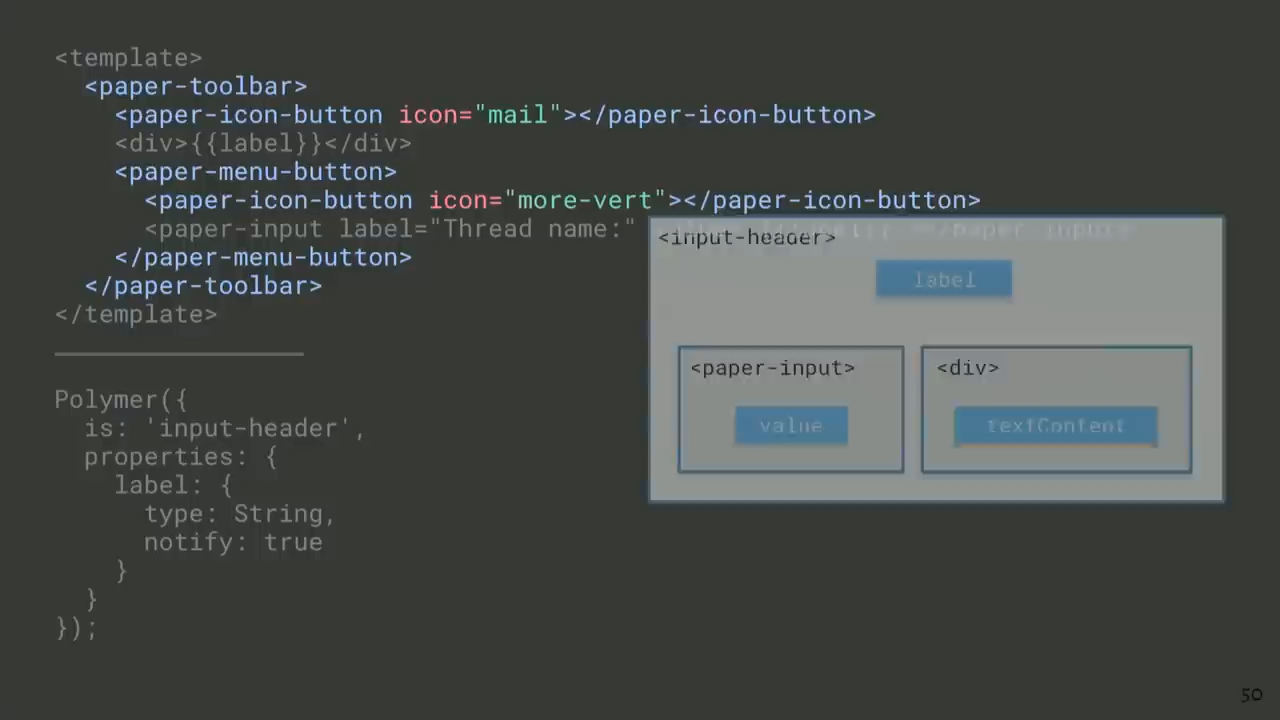 <template>
<paper-toolbar>
<paper-icon-button icon="mail"></paper-icon-button>
<div>{{label}}</div>
<paper-menu-button>
<paper-icon-button icon="more-vert"></paper-icon-button>
<paper-input label="Thread name:"
</paper-menu-button>
</paper-toolbar>
</template>
<input-header>
label
<paper-input>
<div>
value
textContent
Polymer({
is: 'input-header',
properties: {
label: {
type: String,
notify: true
}
}
});
50